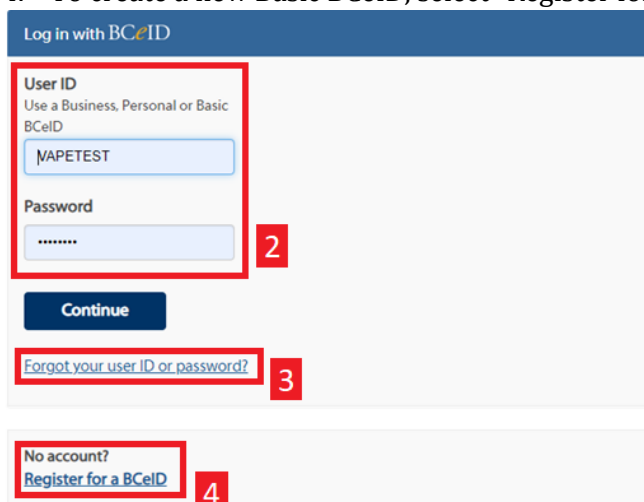 Log in with BCeID
User ID
Use a Business, Personal or Basic
BCeID
VAPETEST
Password
........
2
Continue
Forgot your user ID or password?
3
No account?
Register for a BCeID
4